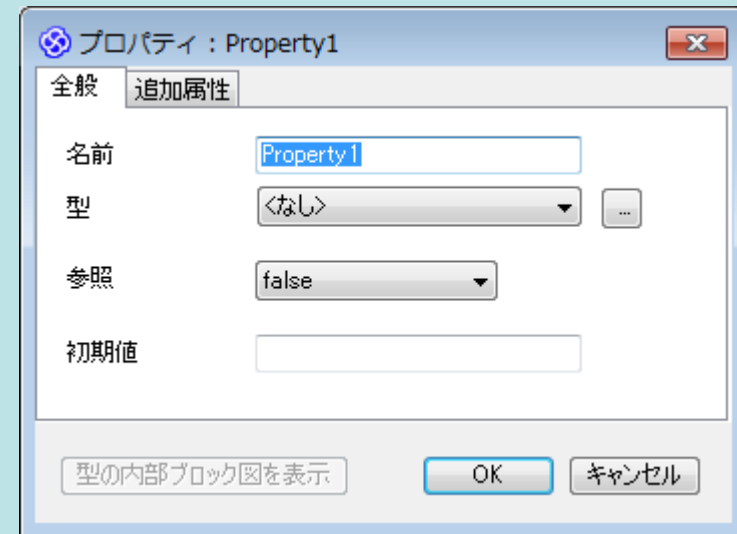 プロパティ：Property1
全般 追加属性
名前 Property1
型 <なし> ...
参照 false
初期値
型の内部ブロック図を表示 OK キャンセル